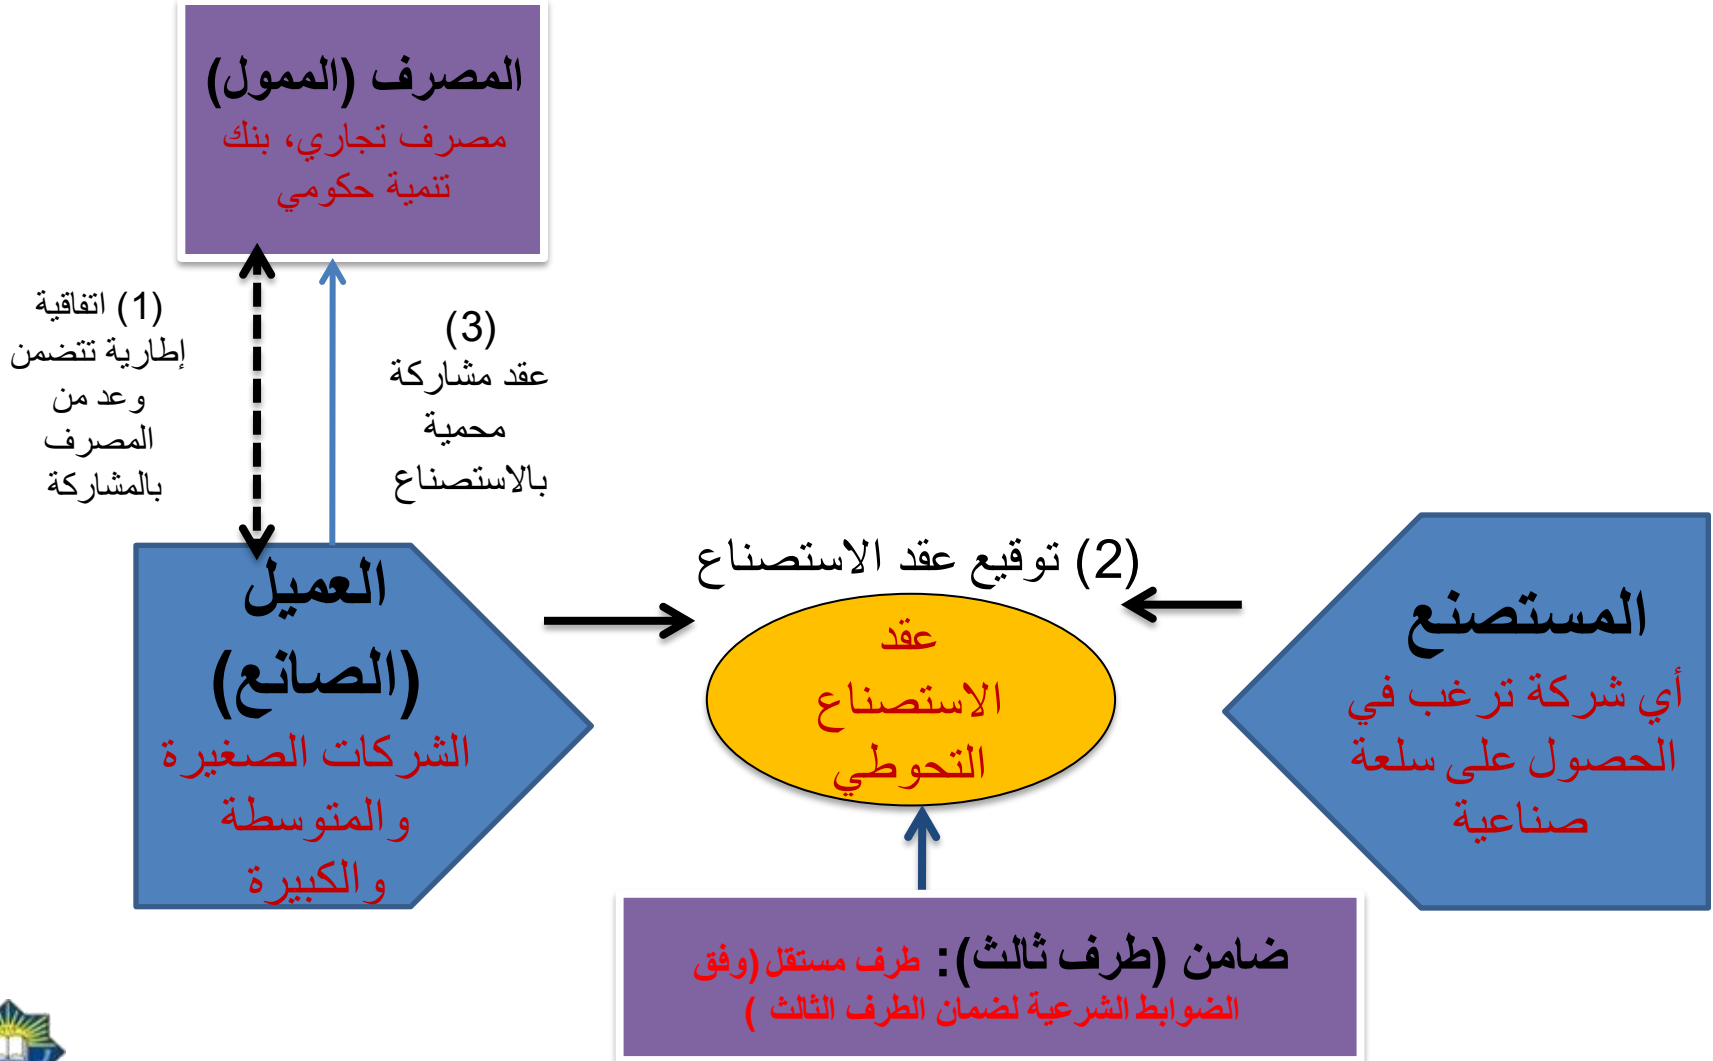 المصرف (الممول)
مصرف تجاري، بنك
تنمية حكومي
(1) اتفاقية
إطارية تتضمن
وعد من
المصرف
بالمشاركة
(3)
عقد مشاركة
محمية
بالاستصناع
(2) توقيع عقد الاستصناع
العميل
(الصانع)
الشركات الصغيرة
والمتوسطة
والكبيرة
عقد
الاستصناع
التحوطي
المستصنع
أي شركة ترغب في
الحصول على سلعة
صناعية
ضامن (طرف ثالث): طرف مستقل (وفق
الضوابط الشرعية لضمان الطرف الثالث )